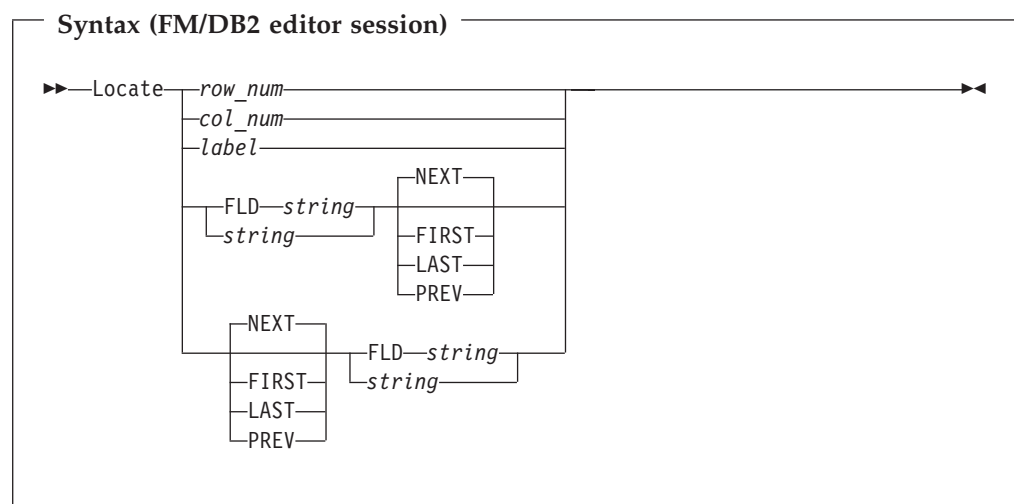 Syntax (FM/DB2 editor session)
Locate row_num
col_num
label
NEXT
FLD string
string
FIRST
LAST
PREV
NEXT
FLD string
FIRST
string
LAST
PREV